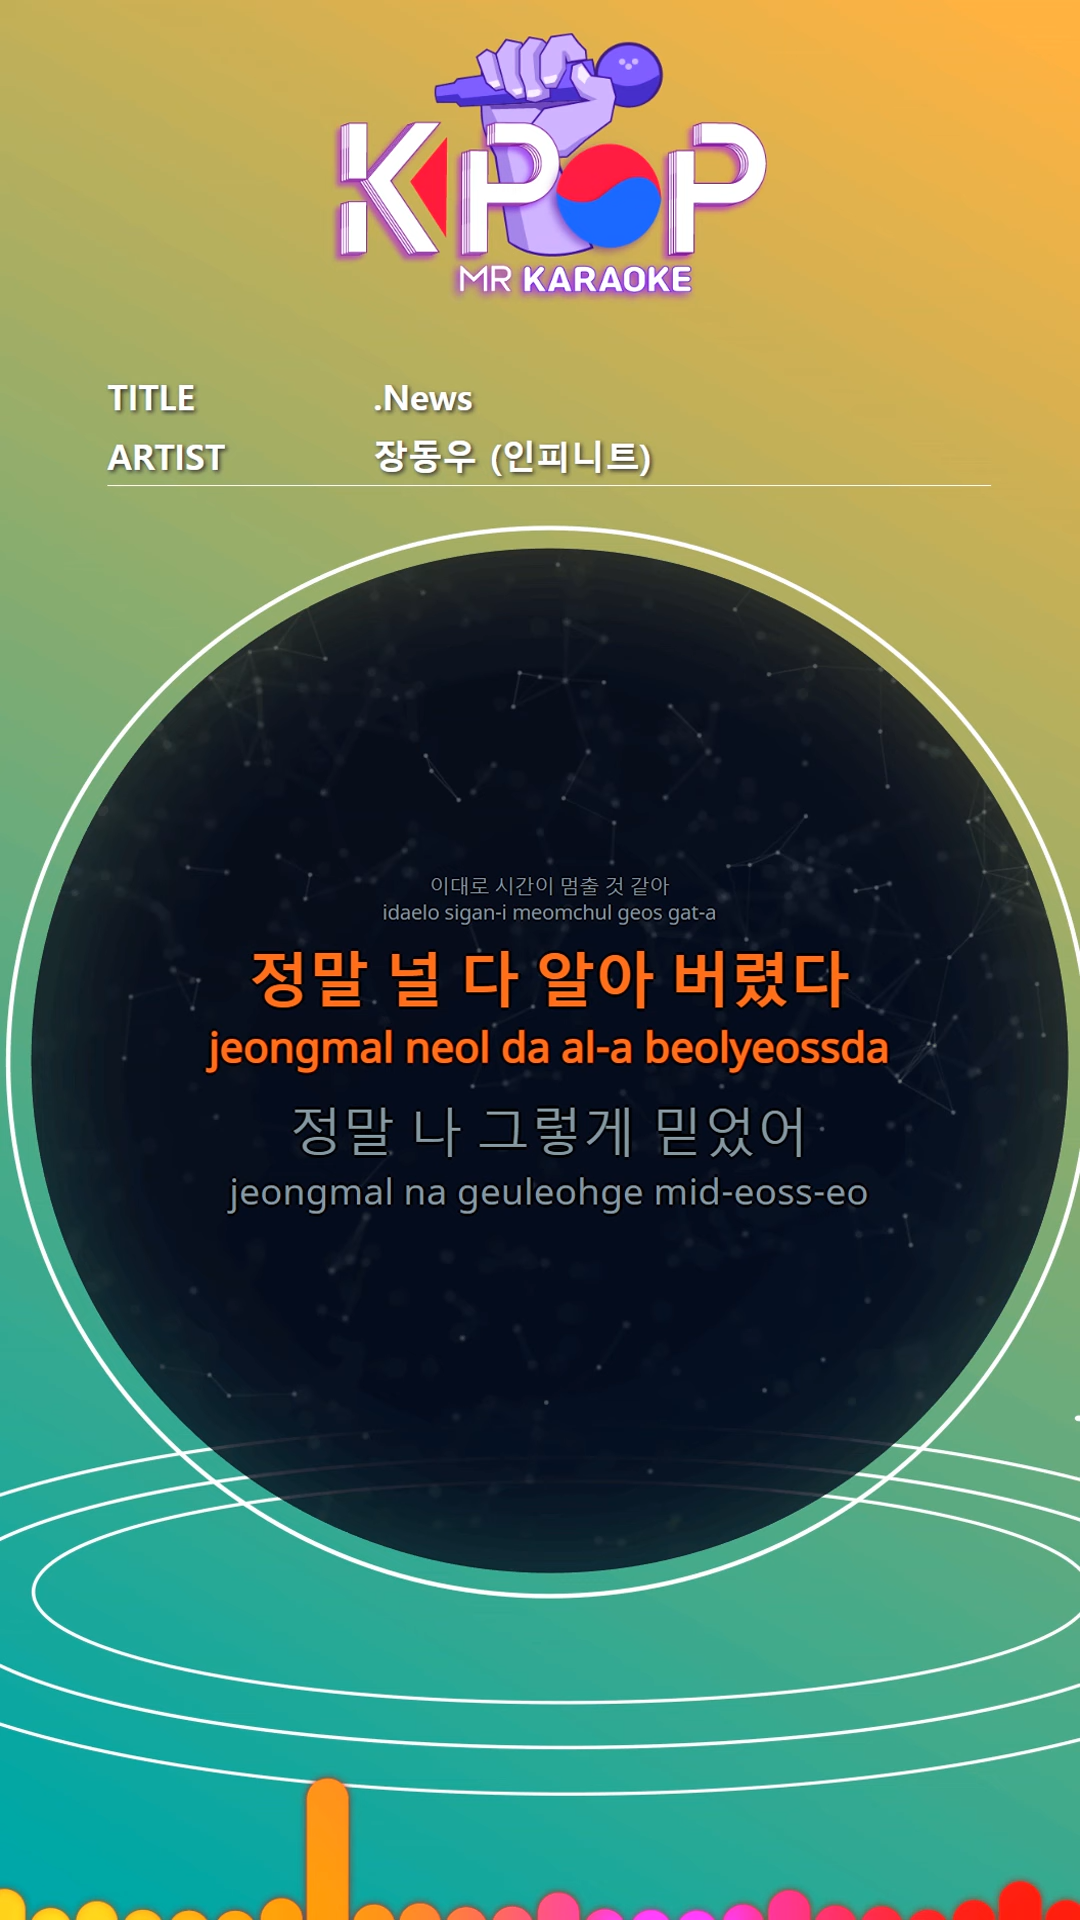 KPOP
MR KARAOKE
TITLE .News
ARTIST 장동우 (인피니트)
이대로 시간이 멈출 것 같아
idaelo sigan-i meomchul geos gat-a
정말 널 다 알아 버렸다
jeongmal neol da al-a beolyeossda
정말 나 그렇게 믿었어
jeongmal na geuleohge mid-eoss-eo